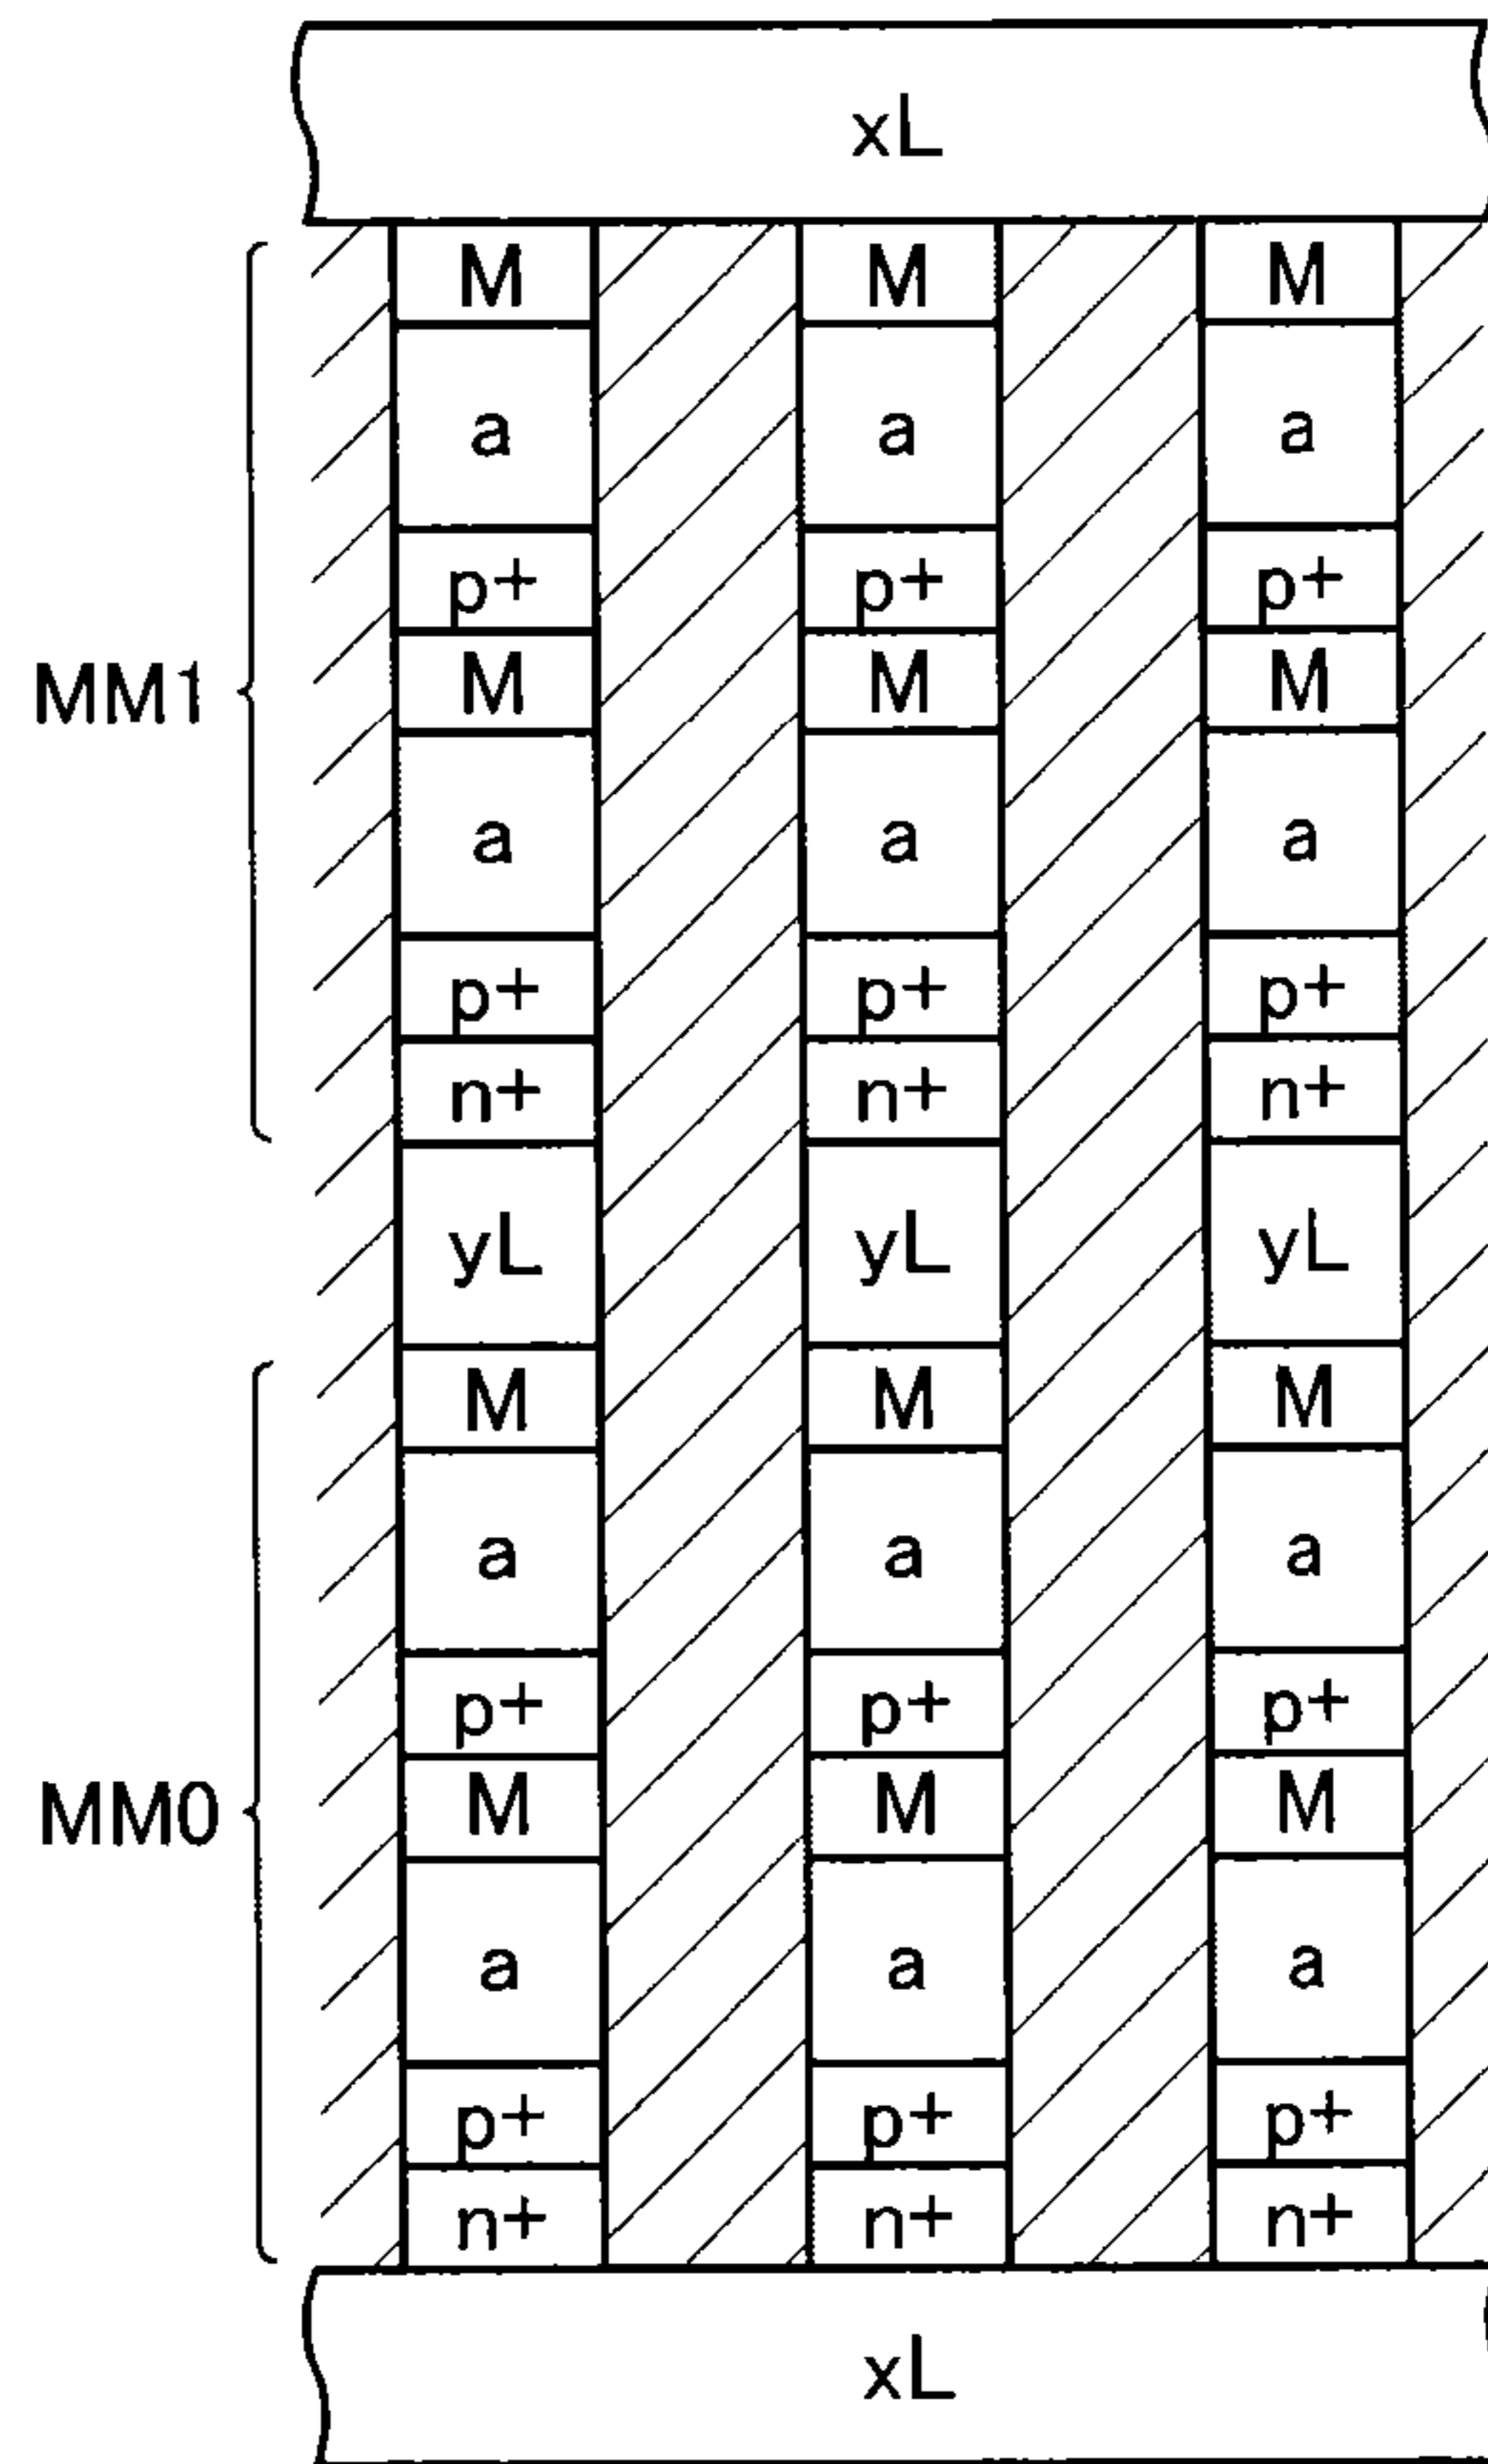 xL
M M M
a a a
p+ p+ p+
MM1 M M M
a a a
p+ p+ p+
n+ n+ n+
yL yL yL
M M M
a a a
p+ p+ p+
MM0 M M M
a a a
p+ p+ p+
n+ n+ n+
xL